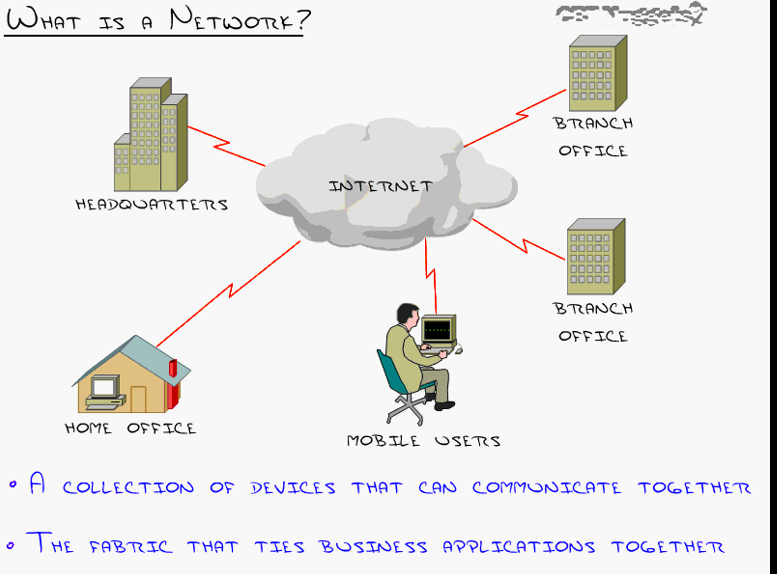 What is a Network?
BRANCH
OFFICE
INTERNET
HEADQUARTERS
BRANCH
OFFICE
HOME OFFICE
MOBILE USERS
• A COLLECTION OF DEVICES THAT CAN COMMUNICATE TOGETHER
• THE FABRIC THAT TIES BUSINESS APPLICATIONS TOGETHER